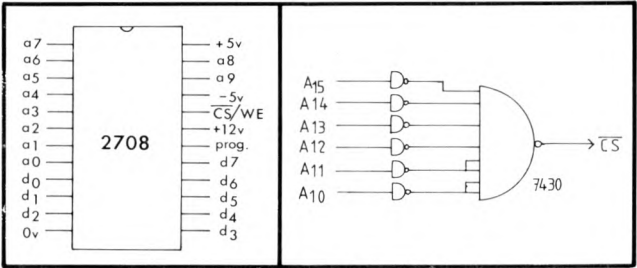 a7
a6
a5
a4
a3
a2
a1
a0
d0
d1
d2
0v
2708
+5v
a8
a9
-5v
CS/WE
+12v
prog.
d7
d6
d5
d4
d3
A15
A14
A13
A12
A11
A10
7430
CS